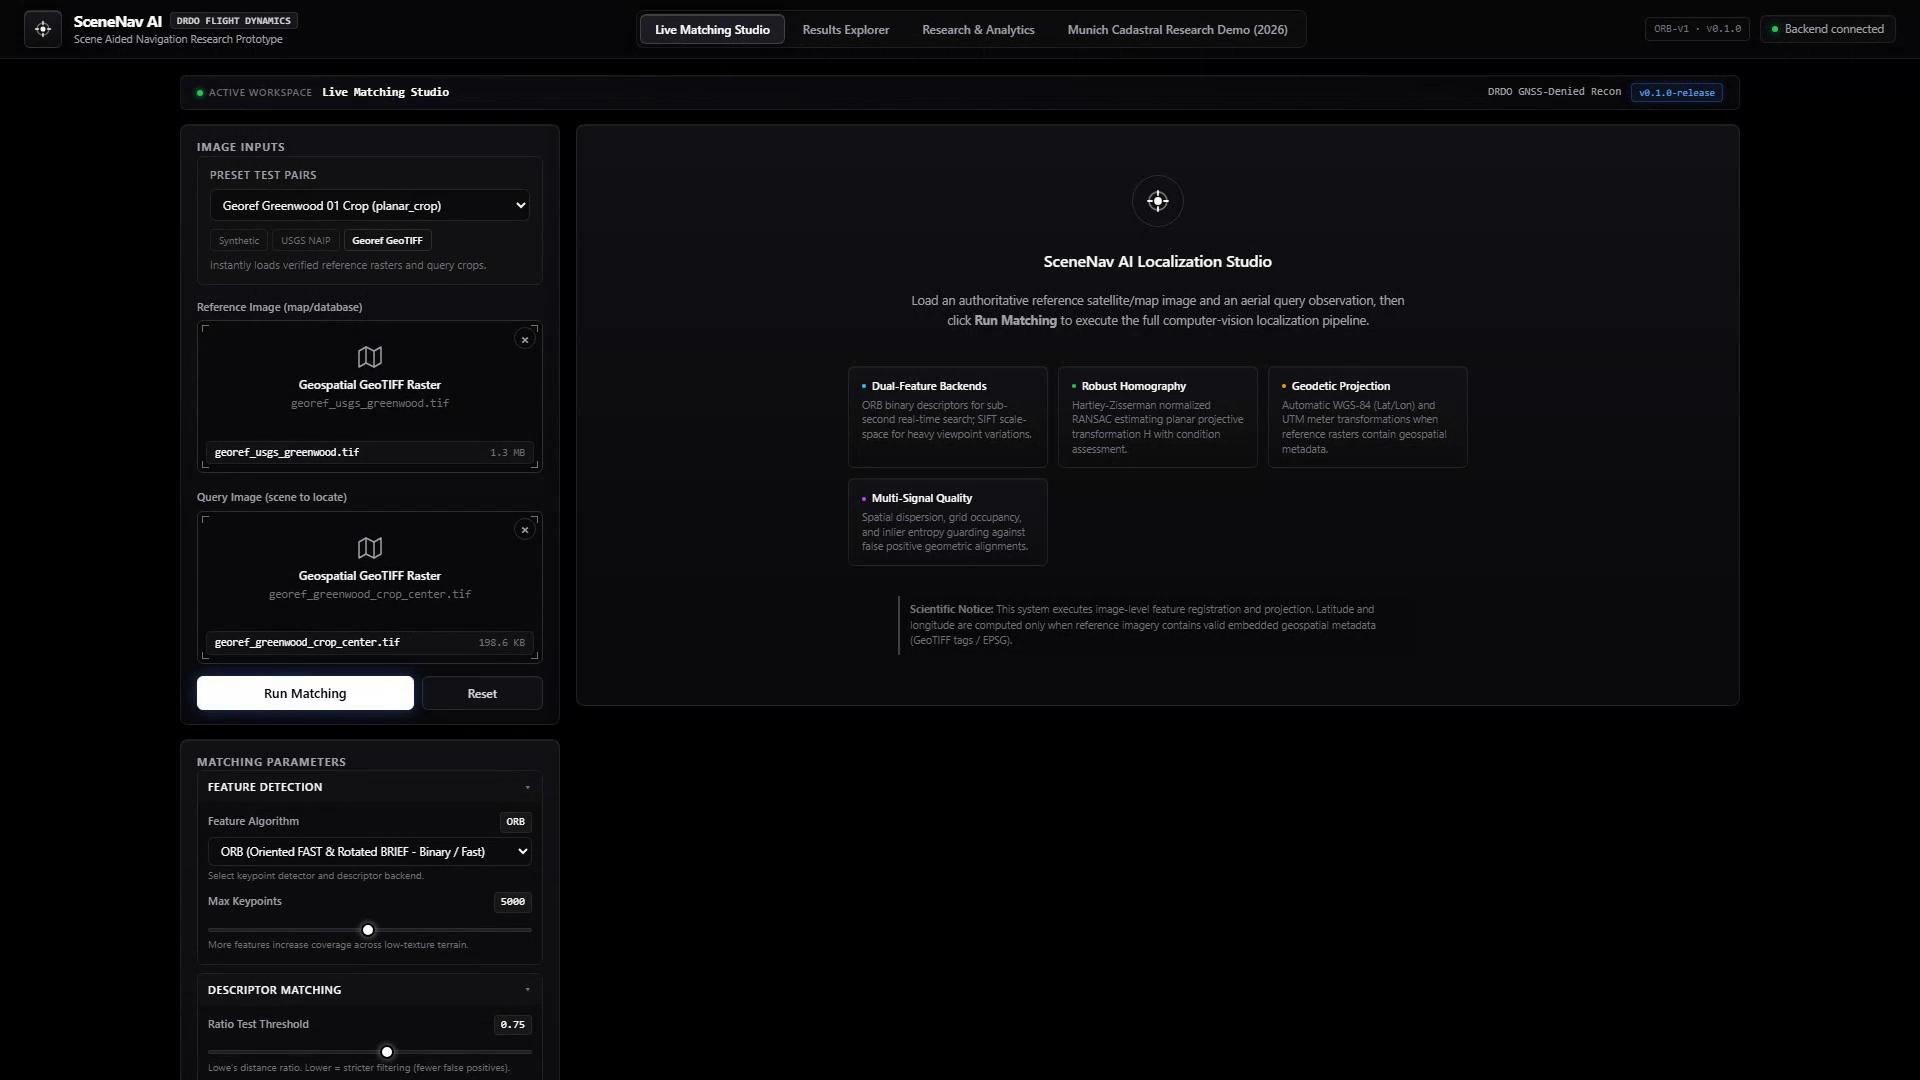 SceneNav AI DRDO FLIGHT DYNAMICS
Scene Aided Navigation Research Prototype
Live Matching Studio Results Explorer Research & Analytics Munich Cadastral Research Demo (2026)
ORB-v1 · v0.1.0 Backend connected
ACTIVE WORKSPACE Live Matching Studio
DRDO GNSS-Denied Recon v0.1.0-release
IMAGE INPUTS
PRESET TEST PAIRS
Georef Greenwood 01 Crop (planar_crop)
Synthetic USGS NAIP Georef GeoTIFF
Instantly loads verified reference rasters and query crops.
Reference Image (map/database)
×
Geospatial GeoTIFF Raster
georef_usgs_greenwood.tif
georef_usgs_greenwood.tif 1.3 MB
Query Image (scene to locate)
×
Geospatial GeoTIFF Raster
georef_greenwood_crop_center.tif
georef_greenwood_crop_center.tif 198.6 KB
Run Matching Reset
MATCHING PARAMETERS
FEATURE DETECTION
Feature Algorithm ORB
ORB (Oriented FAST & Rotated BRIEF - Binary / Fast)
Select keypoint detector and descriptor backend.
Max Keypoints 5000
More features increase coverage across low-texture terrain.
DESCRIPTOR MATCHING
Ratio Test Threshold 0.75
Lowe's distance ratio. Lower = stricter filtering (fewer false positives).
SceneNav AI Localization Studio
Load an authoritative reference satellite/map image and an aerial query observation, then
click Run Matching to execute the full computer-vision localization pipeline.
Dual-Feature Backends
ORB binary descriptors for sub-
second real-time search; SIFT scale-
space for heavy viewpoint variations.
Robust Homography
Hartley-Zisserman normalized
RANSAC estimating planar projective
transformation H with condition
assessment.
Geodetic Projection
Automatic WGS-84 (Lat/Lon) and
UTM meter transformations when
reference rasters contain geospatial
metadata.
Multi-Signal Quality
Spatial dispersion, grid occupancy,
and inlier entropy guarding against
false positive geometric alignments.
Scientific Notice: This system executes image-level feature registration and projection. Latitude and
longitude are computed only when reference imagery contains valid embedded geospatial metadata
(GeoTIFF tags / EPSG).